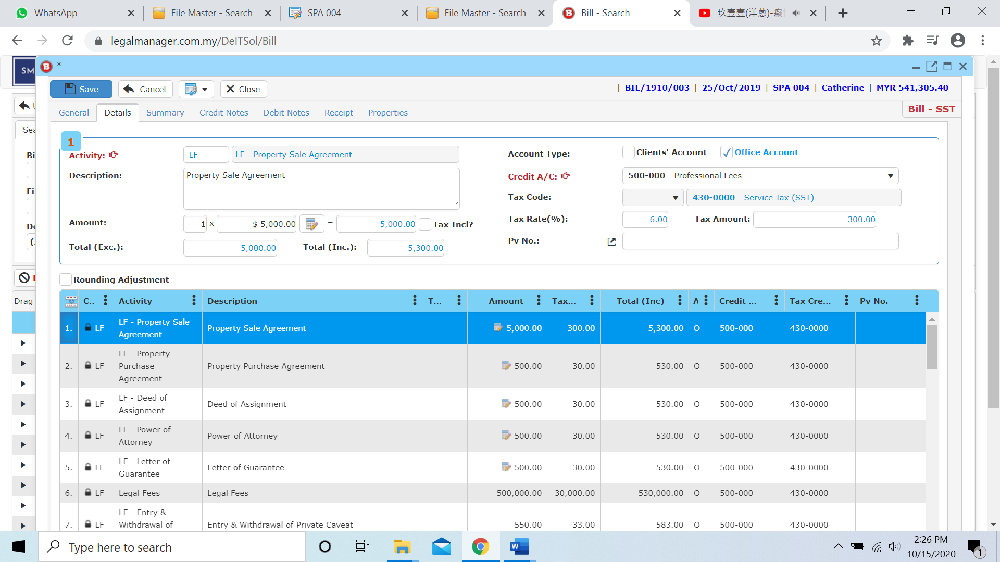 WhatsApp
File Master - Search
SPA 004
File Master - Search
Bill - Search
玖壹壹(洋蔥)-癡
legalmanager.com.my/DeITSol/Bill
SM
*
Save
Cancel
Close
| BIL/1910/003 | 25/Oct/2019 | SPA 004 | Catherine | MYR 541,305.40
General
Details
Summary
Credit Notes
Debit Notes
Receipt
Properties
Bill - SST
Sea
Bi
Fi
De
(
Drag
1
Activity: LF LF - Property Sale Agreement
Description: Property Sale Agreement
Amount: 1 x $ 5,000.00 = 5,000.00 Tax Incl?
Total (Exc.): 5,000.00 Total (Inc.): 5,300.00
Account Type: Clients' Account Office Account
Credit A/C: 500-000 - Professional Fees
Tax Code: 430-0000 - Service Tax (SST)
Tax Rate(%): 6.00 Tax Amount: 300.00
Pv No.:
Rounding Adjustment
C.. Activity Description T... Amount Tax... Total (Inc) A Credit ... Tax Cre... Pv No.
1. LF LF - Property Sale Agreement Property Sale Agreement 5,000.00 300.00 5,300.00 O 500-000 430-0000
2. LF LF - Property Purchase Agreement Property Purchase Agreement 500.00 30.00 530.00 O 500-000 430-0000
3. LF LF - Deed of Assignment Deed of Assignment 500.00 30.00 530.00 O 500-000 430-0000
4. LF LF - Power of Attorney Power of Attorney 500.00 30.00 530.00 O 500-000 430-0000
5. LF LF - Letter of Guarantee Letter of Guarantee 500.00 30.00 530.00 O 500-000 430-0000
6. LF Legal Fees Legal Fees 500,000.00 30,000.00 530,000.00 O 500-000 430-0000
7. LF LF - Entry & Withdrawal of Entry & Withdrawal of Private Caveat 550.00 33.00 583.00 O 500-000 430-0000
Type here to search
2:26 PM
10/15/2020
1